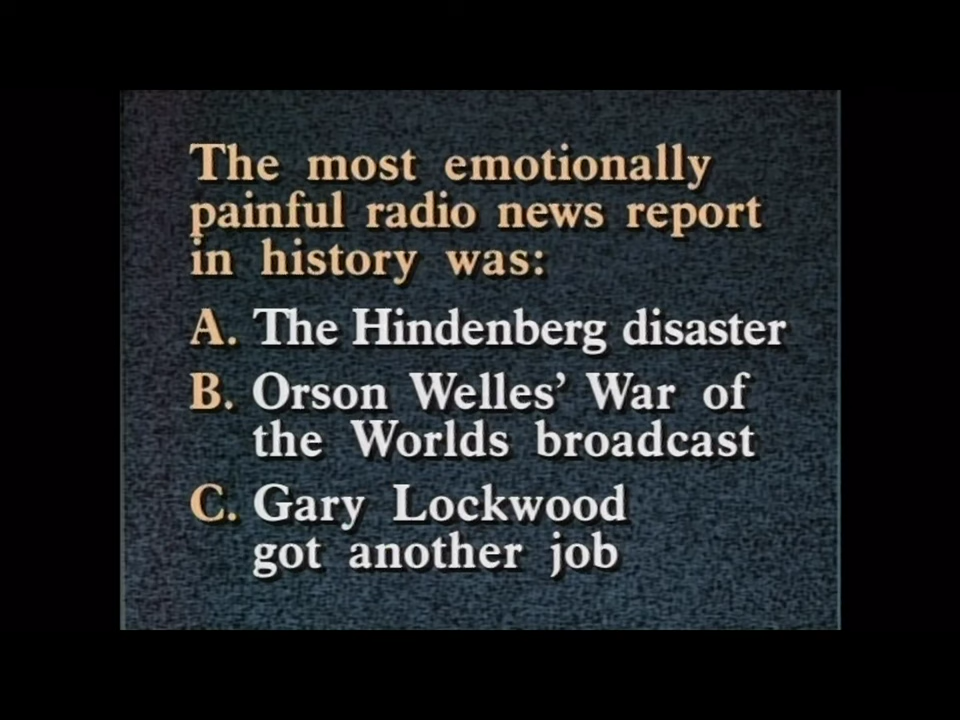 The most emotionally
painful radio news report
in history was:
A. The Hindenberg disaster
B. Orson Welles’ War of
the Worlds broadcast
C. Gary Lockwood
got another job